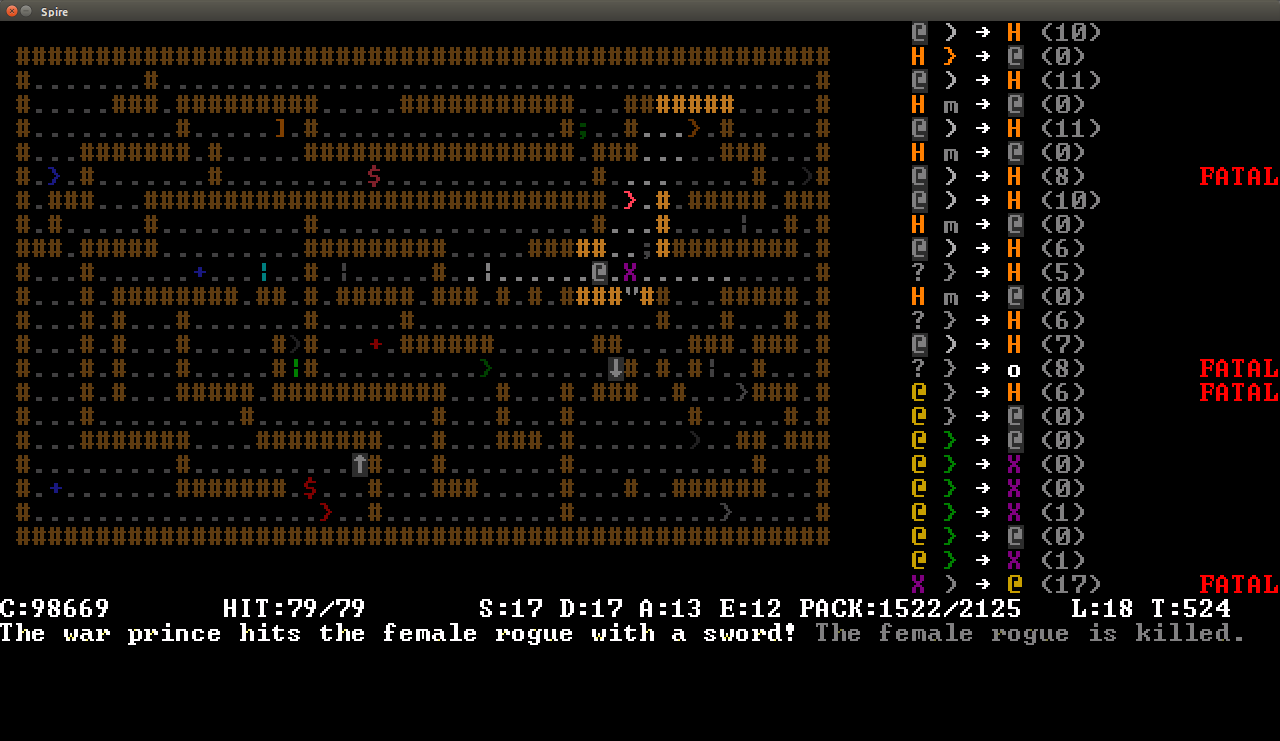 Spire
@ ) → H (10)
H } → @ (0)
@ ) → H (11)
H m → @ (0)
@ ) → H (11)
H m → @ (0)
@ ) → H (8) FATAL
@ ) → H (10)
H m → @ (0)
@ ) → H (6)
? } → H (5)
H m → @ (0)
? } → H (6)
@ ) → H (7)
? } → o (8) FATAL
@ } → H (6) FATAL
@ } → @ (0)
@ } → @ (0)
@ } → X (0)
@ } → X (0)
@ } → X (1)
@ } → @ (0)
@ } → X (1)
X ) → @ (17) FATAL
C:98669 HIT:79/79 S:17 D:17 A:13 E:12 PACK:1522/2125 L:18 T:524
The war prince hits the female rogue with a sword! The female rogue is killed.